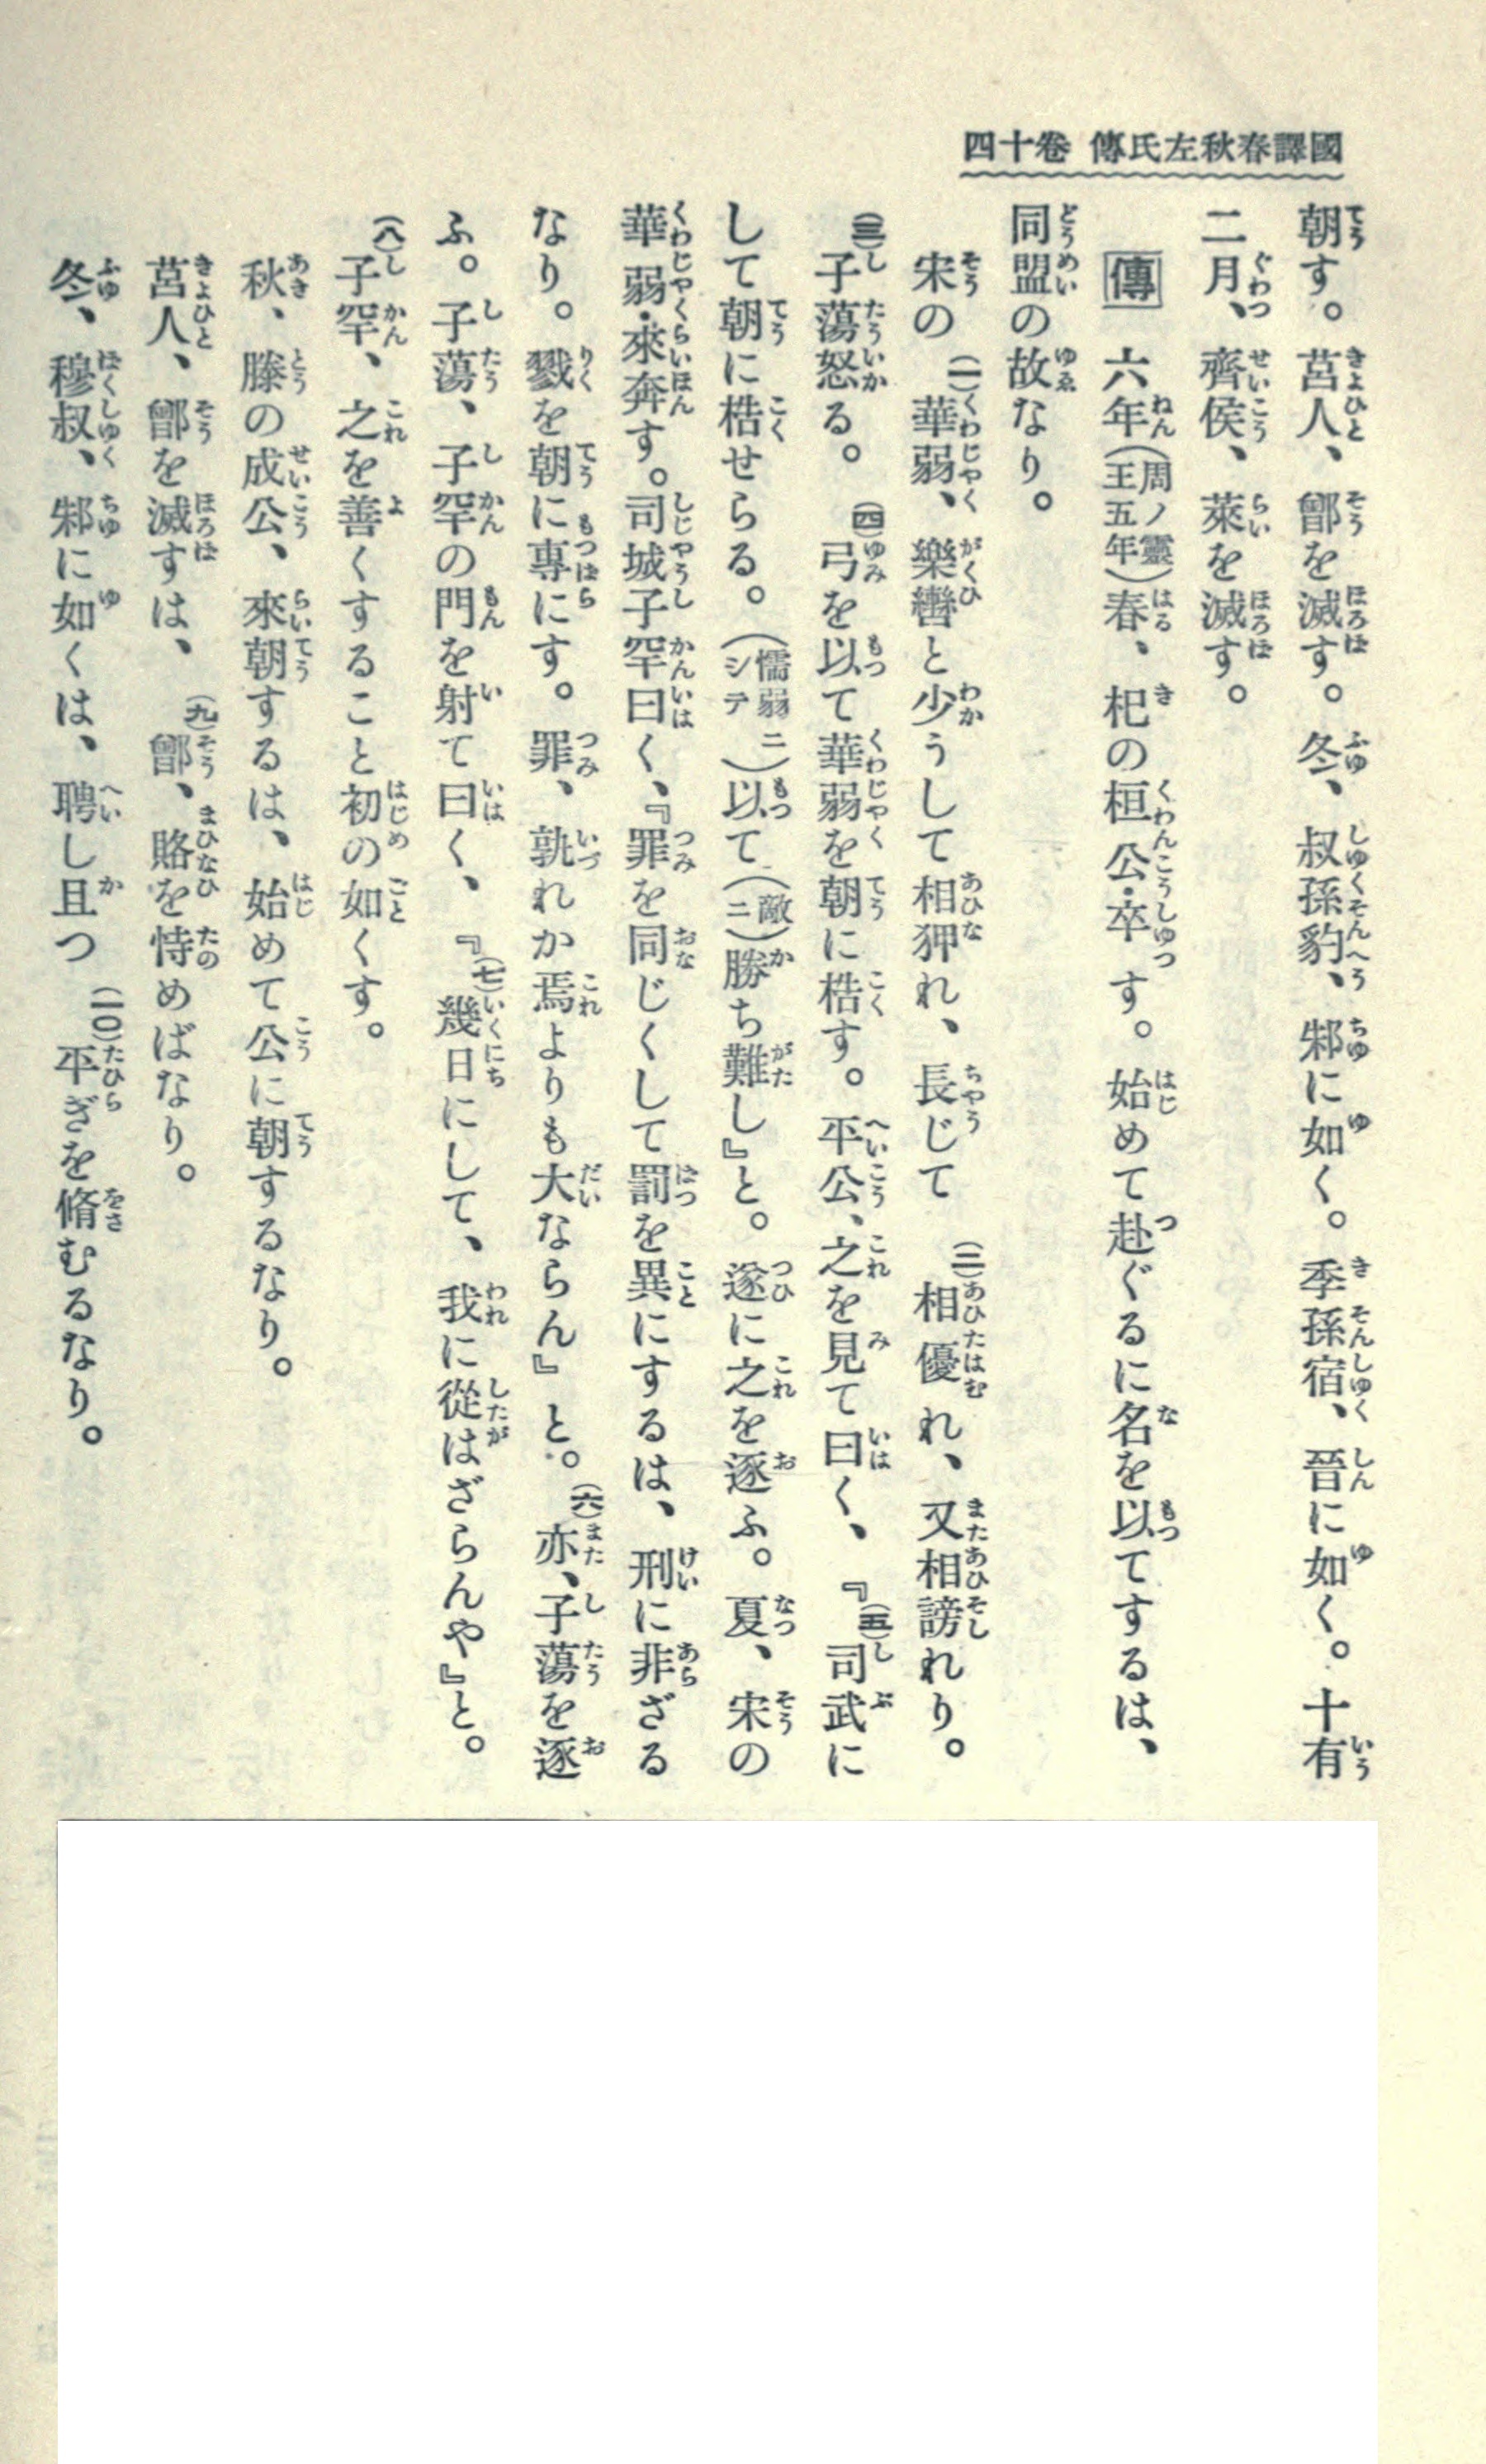 國譯春秋左氏傳 卷十四
朝す。莒人、鄫を滅す。冬、叔孫豹、邾に如く。季孫宿、晉に如く。十有
二月、齊侯、萊を滅す。
傳 六年(周ノ靈王五年)春、杞の桓公・卒す。始めて赴ぐるに名を以てするは、
同盟の故なり。
宋の(一)華弱、樂轡と少うして相狎れ、長じて(二)相優れ、又相謗れり。
(三)子蕩怒る。(四)弓を以て華弱を朝に梏す。平公、之を見て曰く、『(五)司武に
して朝に梏せらる。(懦弱ニシテ)以て(敵ニ)勝ち難し』と。遂に之を逐ふ。夏、宋の
華弱・來奔す。司城子罕曰く、『罪を同じくして罰を異にするは、刑に非ざる
なり。戮を朝に專にす。罪、孰れか焉よりも大ならん』と。(六)亦、子蕩を逐
ふ。子蕩、子罕の門を射て曰く、『(七)幾日にして、我に從はざらんや』と。
(八)子罕、之を善くすること初の如くす。
秋、滕の成公、來朝するは、始めて公に朝するなり。
莒人、鄫を滅すは、(九)鄫、賂を恃めばなり。
冬、穆叔、邾に如くは、聘し且つ(一〇)平ぎを脩むるなり。